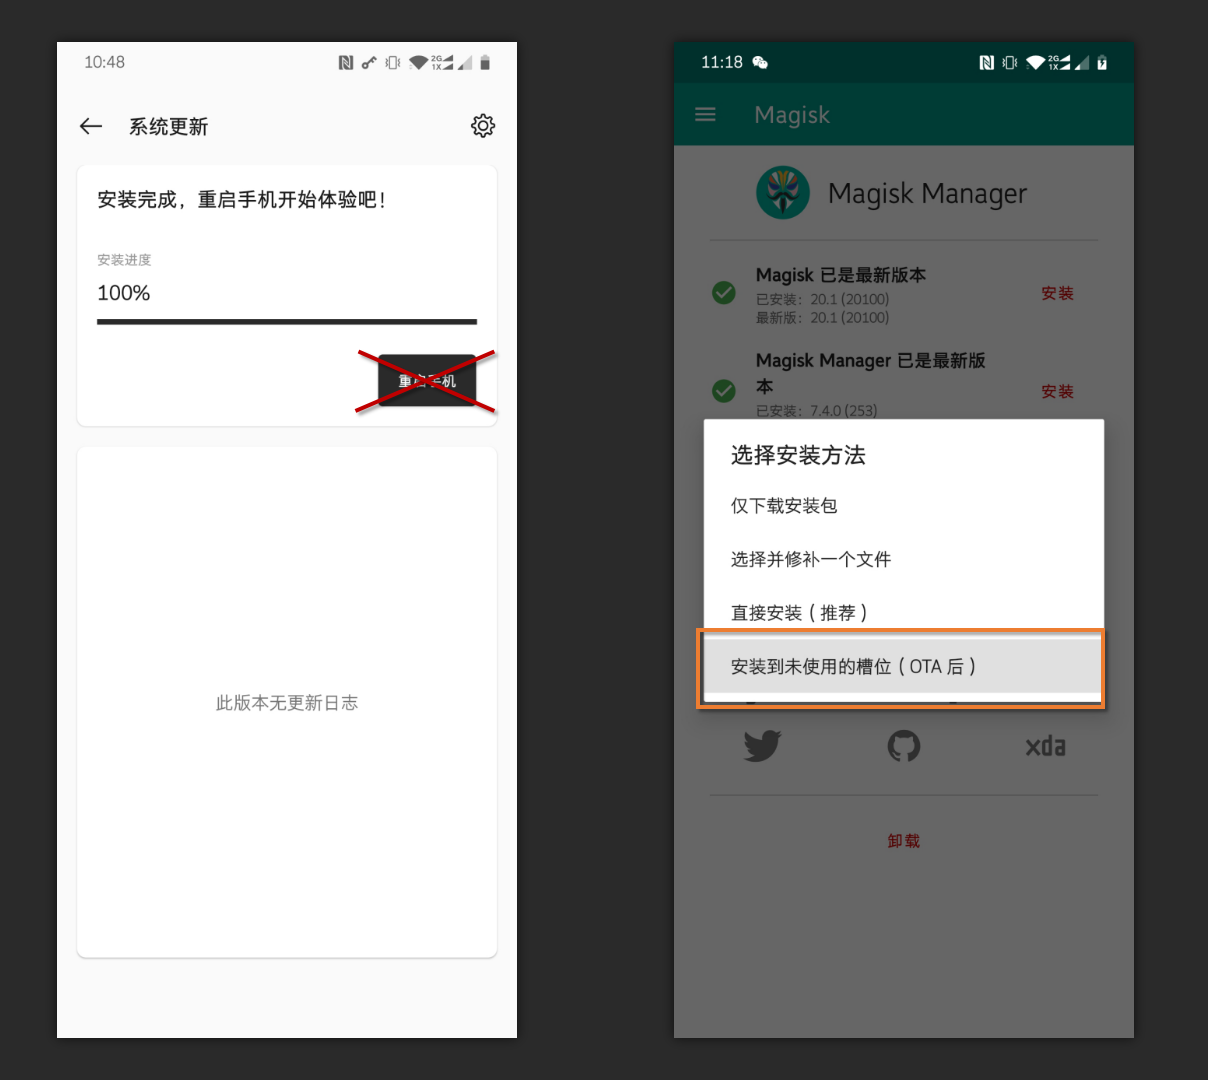 10:48
2G
1X
系统更新
安装完成，重启手机开始体验吧！
安装进度
100%
重启手机
此版本无更新日志
11:18
2G
1X
Magisk
Magisk Manager
Magisk 已是最新版本
已安装：20.1 (20100)
最新版：20.1 (20100)
安装
Magisk Manager 已是最新版
本
已安装：7.4.0 (253)
安装
选择安装方法
仅下载安装包
选择并修补一个文件
直接安装（推荐）
安装到未使用的槽位（OTA 后）
xda
卸载